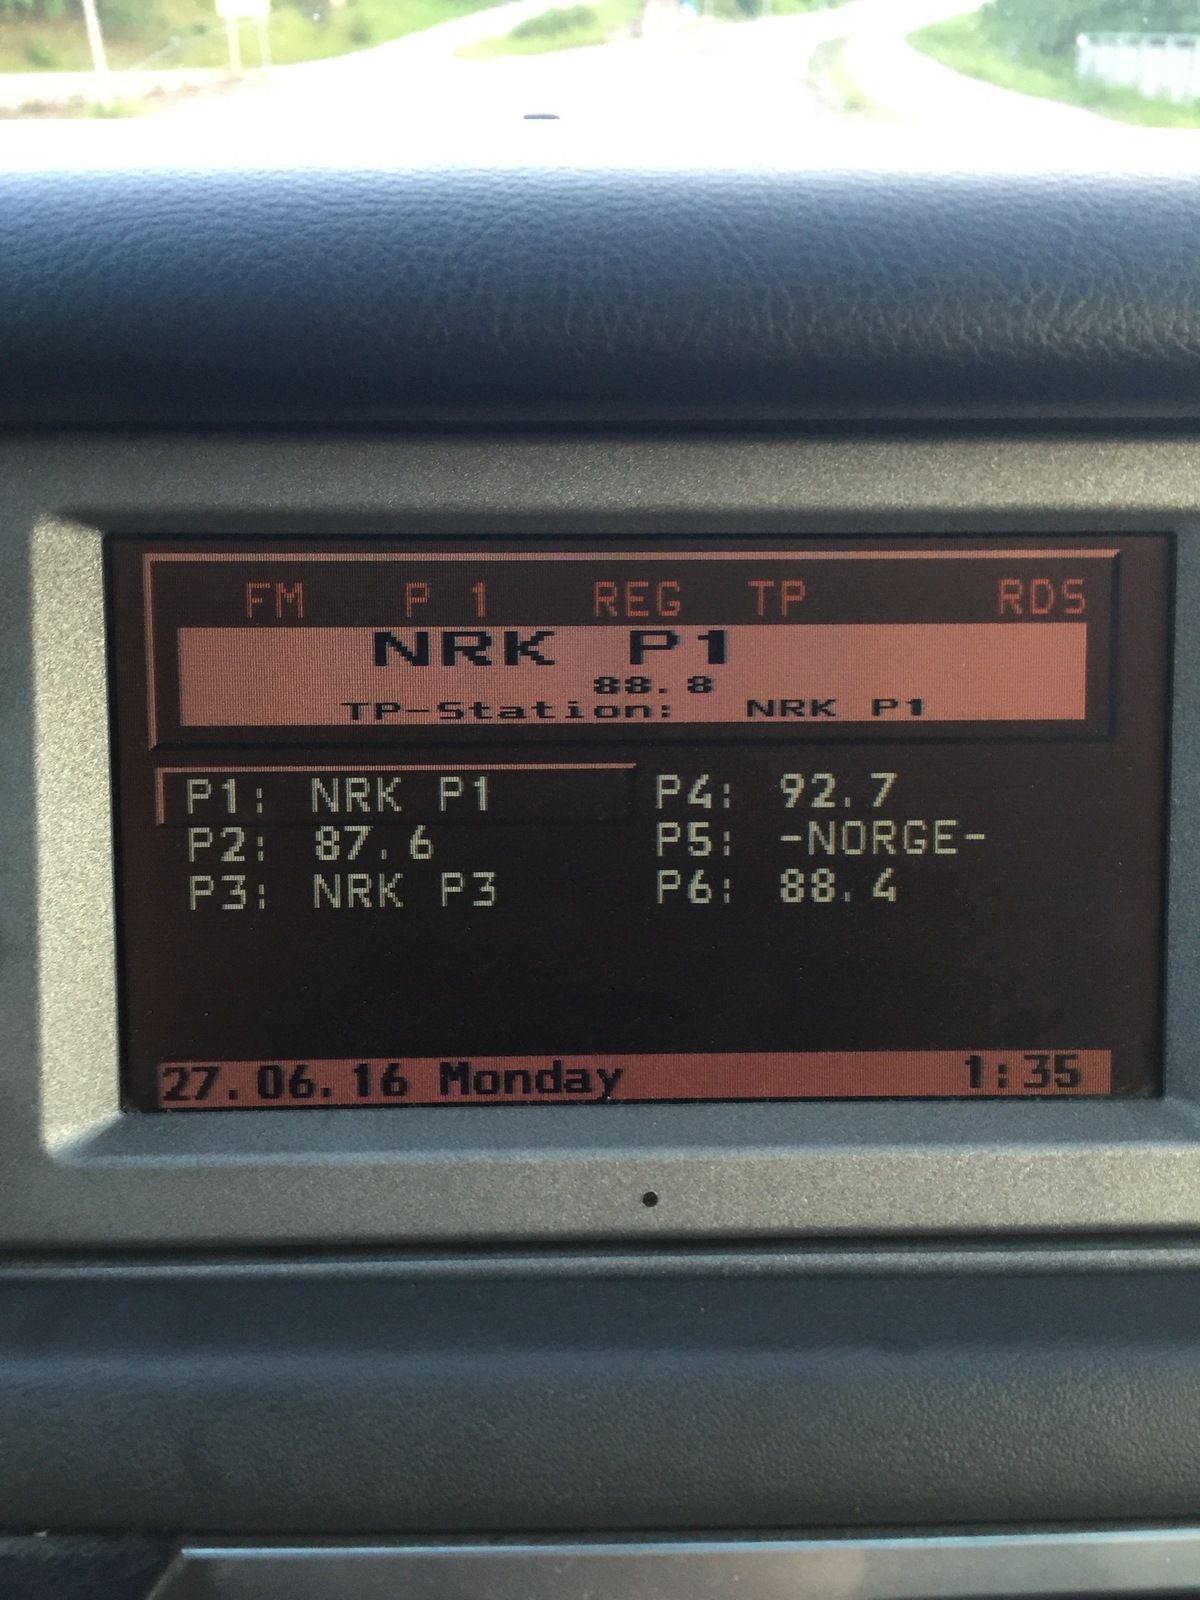 FM P 1 REG TP RDS
NRK P1
88.8
TP-Station: NRK P1
P1: NRK P1
P2: 87.6
P3: NRK P3
P4: 92.7
P5: -NORGE-
P6: 88.4
27.06.16 Monday 1:35